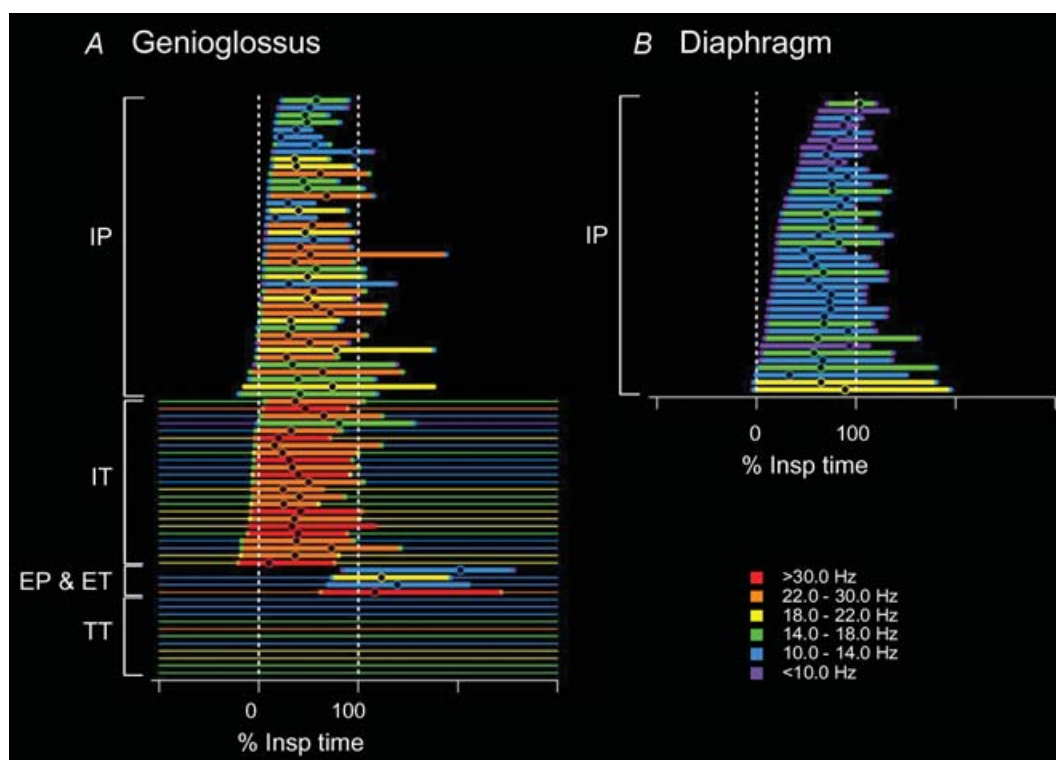 A Genioglossus
B Diaphragm
IP
IP
IT
EP & ET
TT
0 100
% Insp time
0 100
% Insp time
>30.0 Hz
22.0 - 30.0 Hz
18.0 - 22.0 Hz
14.0 - 18.0 Hz
10.0 - 14.0 Hz
<10.0 Hz